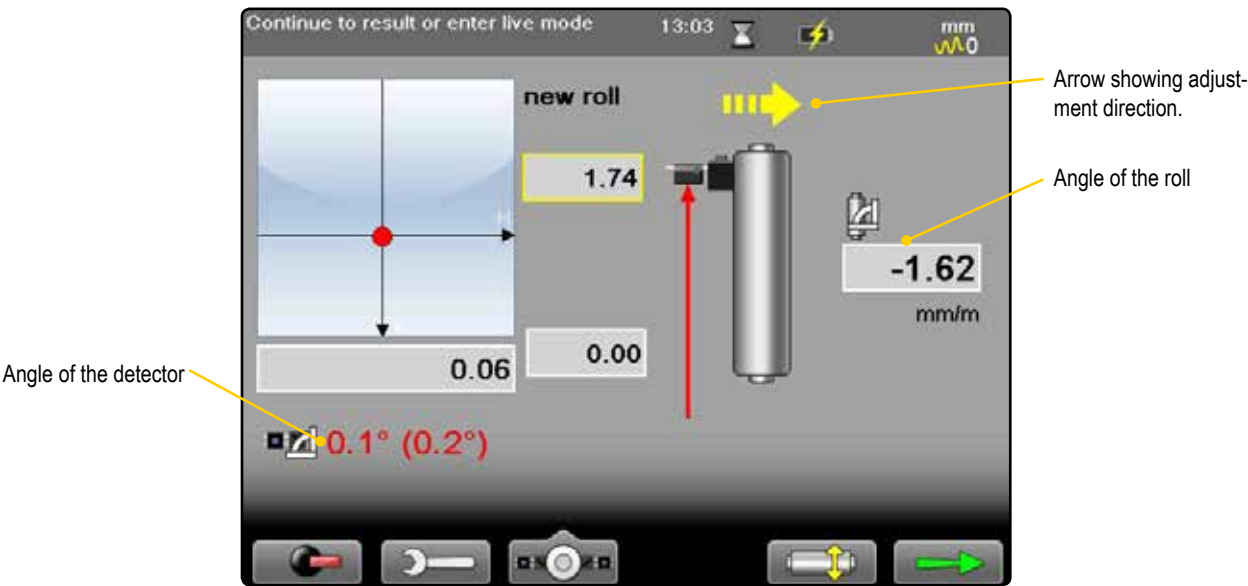 Continue to result or enter live mode
13:03
mm
0
new roll
1.74
H
0.06
0.00
0.1° (0.2°)
-1.62
mm/m
Arrow showing adjust-
ment direction.
Angle of the roll
Angle of the detector